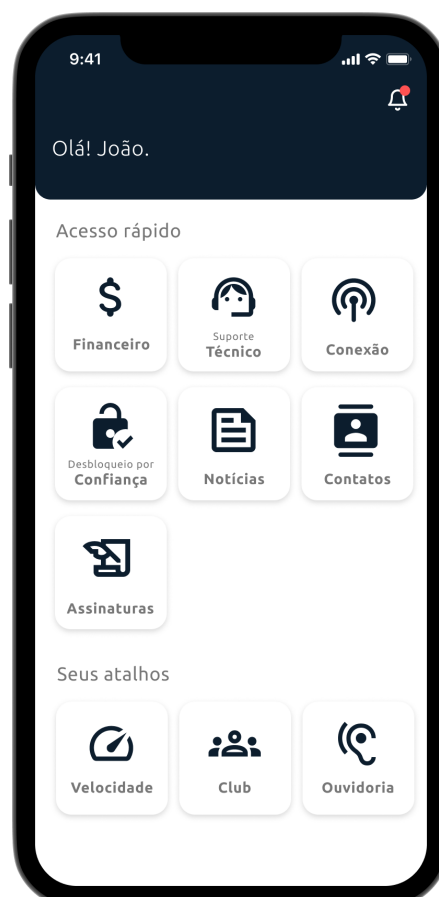 9:41
Olá! João.
Acesso rápido
Financeiro
Suporte
Técnico
Conexão
Desbloqueio por
Confiança
Notícias
Contatos
Assinaturas
Seus atalhos
Velocidade
Club
Ouvidoria